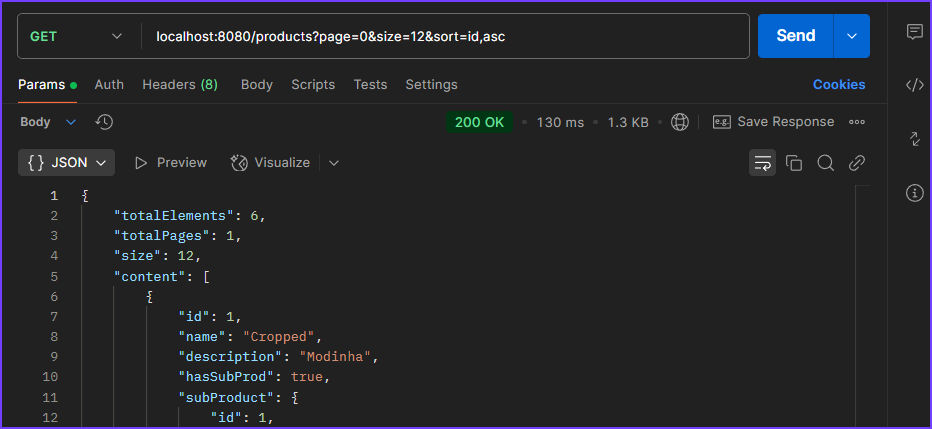 GET localhost:8080/products?page=0&size=12&sort=id,asc Send
Params Auth Headers (8) Body Scripts Tests Settings Cookies
Body 200 OK • 130 ms • 1.3 KB • e.g. Save Response
{} JSON Preview Visualize
1 {
2 "totalElements": 6,
3 "totalPages": 1,
4 "size": 12,
5 "content": [
6 {
7 "id": 1,
8 "name": "Cropped",
9 "description": "Modinha",
10 "hasSubProd": true,
11 "subProduct": {
12 "id": 1,